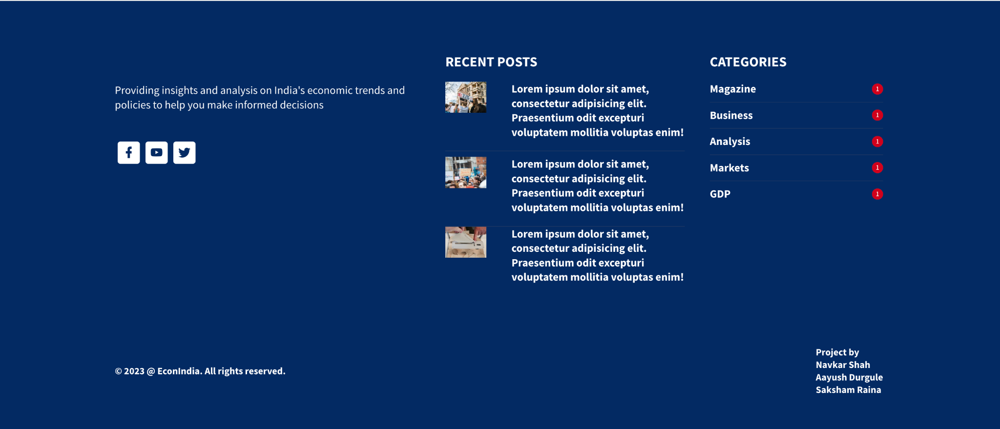 Providing insights and analysis on India's economic trends and
policies to help you make informed decisions
RECENT POSTS
Lorem ipsum dolor sit amet,
consectetur adipisicing elit.
Praesentium odit excepturi
voluptatem mollitia voluptas enim!
Lorem ipsum dolor sit amet,
consectetur adipisicing elit.
Praesentium odit excepturi
voluptatem mollitia voluptas enim!
Lorem ipsum dolor sit amet,
consectetur adipisicing elit.
Praesentium odit excepturi
voluptatem mollitia voluptas enim!
CATEGORIES
Magazine 1
Business 1
Analysis 1
Markets 1
GDP 1
© 2023 @ EconIndia. All rights reserved.
Project by
Navkar Shah
Aayush Durgule
Saksham Raina